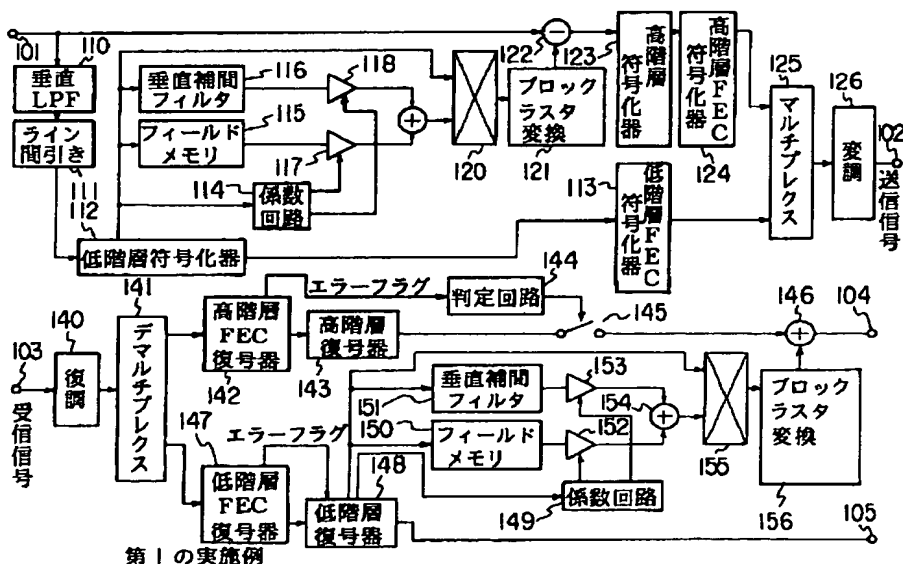 101
110
垂直
LPF
ライン
間引き
111
112
低階層符号化器
垂直補間
フィルタ
116
118
フィールド
メモリ
115
117
114
係数
回路
120
122
ブロック
ラスタ
変換
121
123
高階層
符号化器
高階層FEC
符号化器
124
113
低階層FEC
符号化器
125
マルチプレクス
126
変調
102
送信信号
103
受信信号
140
復調
141
デマルチプレクス
エラーフラグ
高階層
FEC
復号器
142
高階層
復号器
143
144
判定回路
145
146
104
147
エラーフラグ
低階層
FEC
復号器
148
低階層
復号器
151
垂直補間
フィルタ
150
フィールド
メモリ
153
154
152
149
係数回路
155
ブロック
ラスタ
変換
156
105
第1の実施例